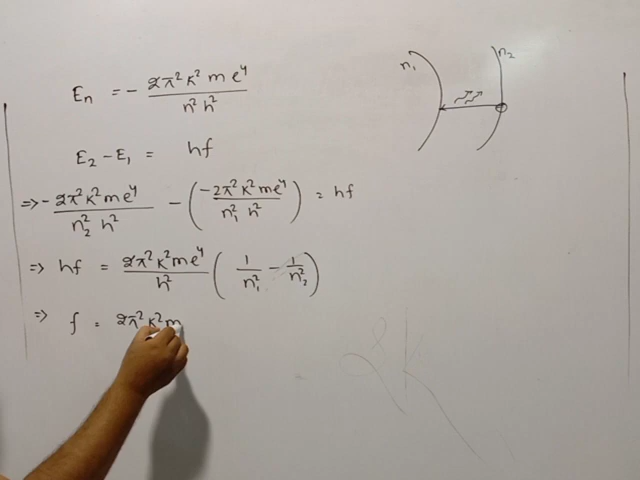 Eₙ = - 2π²k²me⁴ / n²h²
n₁
n₂
E₂ - E₁ = hf
⇒ - 2π²k²me⁴ / n₂²h² - (-2π²k²me⁴ / n₁²h²) = hf
⇒ hf = 2π²k²me⁴ / h² (1/n₁² - 1/n₂²)
⇒ f = 2π²k²m